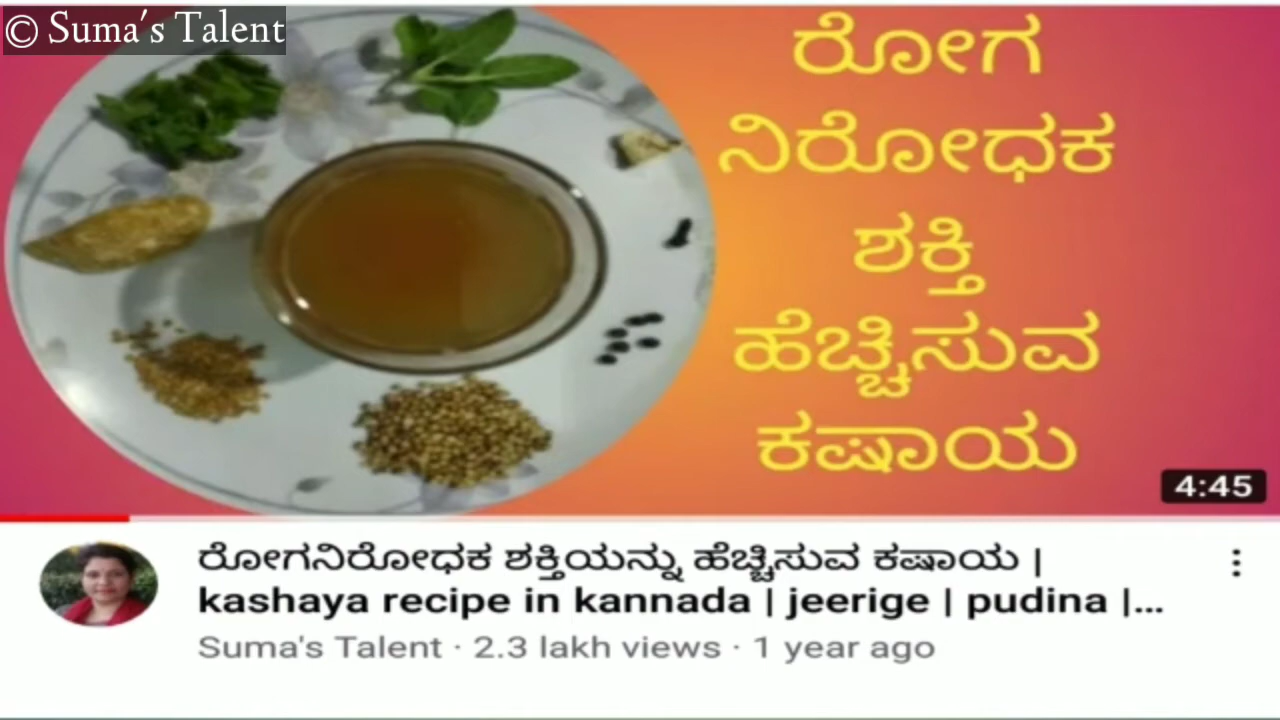 © Suma's Talent
ರೋಗ
ನಿರೋಧಕ
ಶಕ್ತಿ
ಹೆಚ್ಚಿಸುವ
ಕಷಾಯ
4:45
ರೋಗನಿರೋಧಕ ಶಕ್ತಿಯನ್ನು ಹೆಚ್ಚಿಸುವ ಕಷಾಯ |
kashaya recipe in kannada | jeerige | pudina |...
Suma's Talent · 2.3 lakh views · 1 year ago